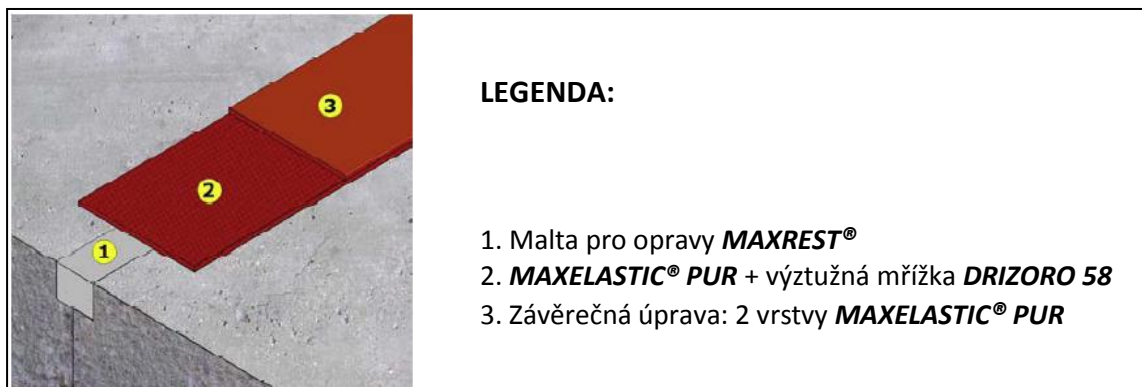 LEGENDA:
1
2
3
1. Malta pro opravy MAXREST®
2. MAXELASTIC® PUR + výztužná mřížka DRIZORO 58
3. Závěrečná úprava: 2 vrstvy MAXELASTIC® PUR